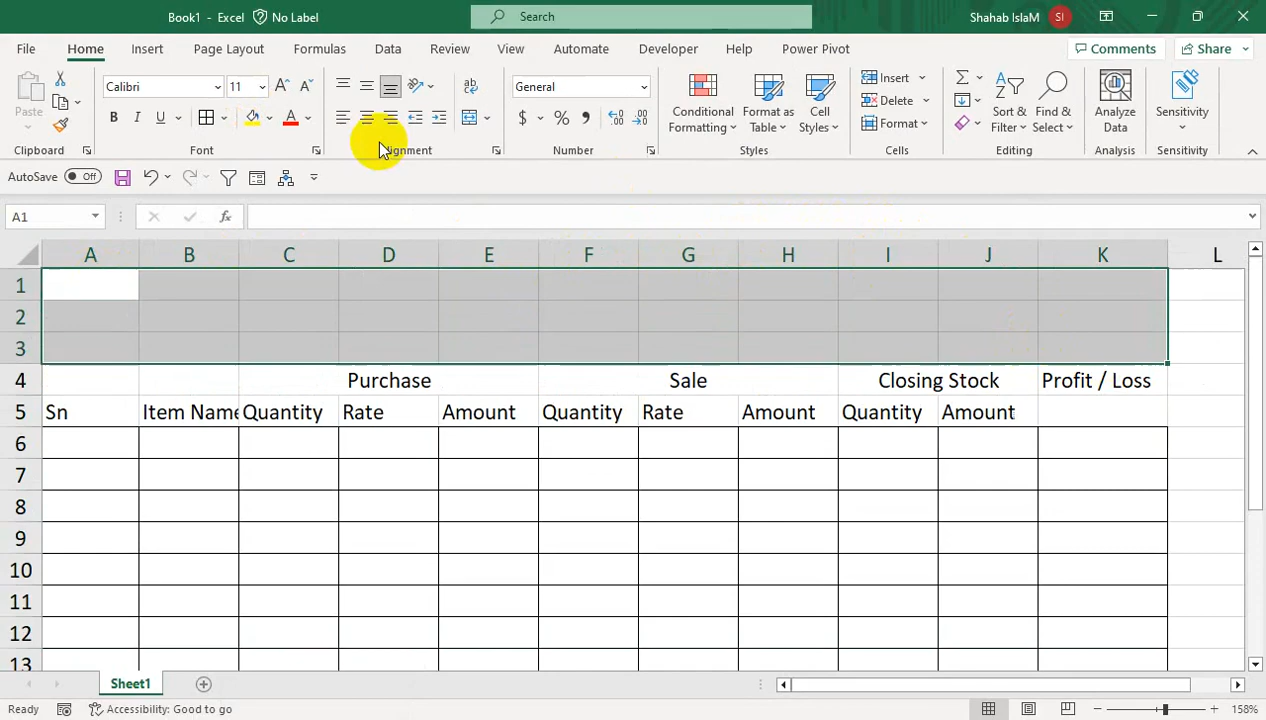 Book1 - Excel No Label
Search
Shahab IslaM SI
File Home Insert Page Layout Formulas Data Review View Automate Developer Help Power Pivot Comments Share
Paste
Calibri 11
B I U A
General
$ %
Conditional Formatting
Format as Table
Cell Styles
Insert
Delete
Format
Sort & Filter
Find & Select
Analyze Data
Sensitivity
Clipboard Font Number Styles Cells Editing Analysis Sensitivity
AutoSave Off
A1 fx
A B C D E F G H I J K L
1
2
3
4 Purchase Sale Closing Stock Profit / Loss
5 Sn Item Name Quantity Rate Amount Quantity Rate Amount Quantity Amount
6
7
8
9
10
11
12
13
Sheet1
Ready Accessibility: Good to go 158%